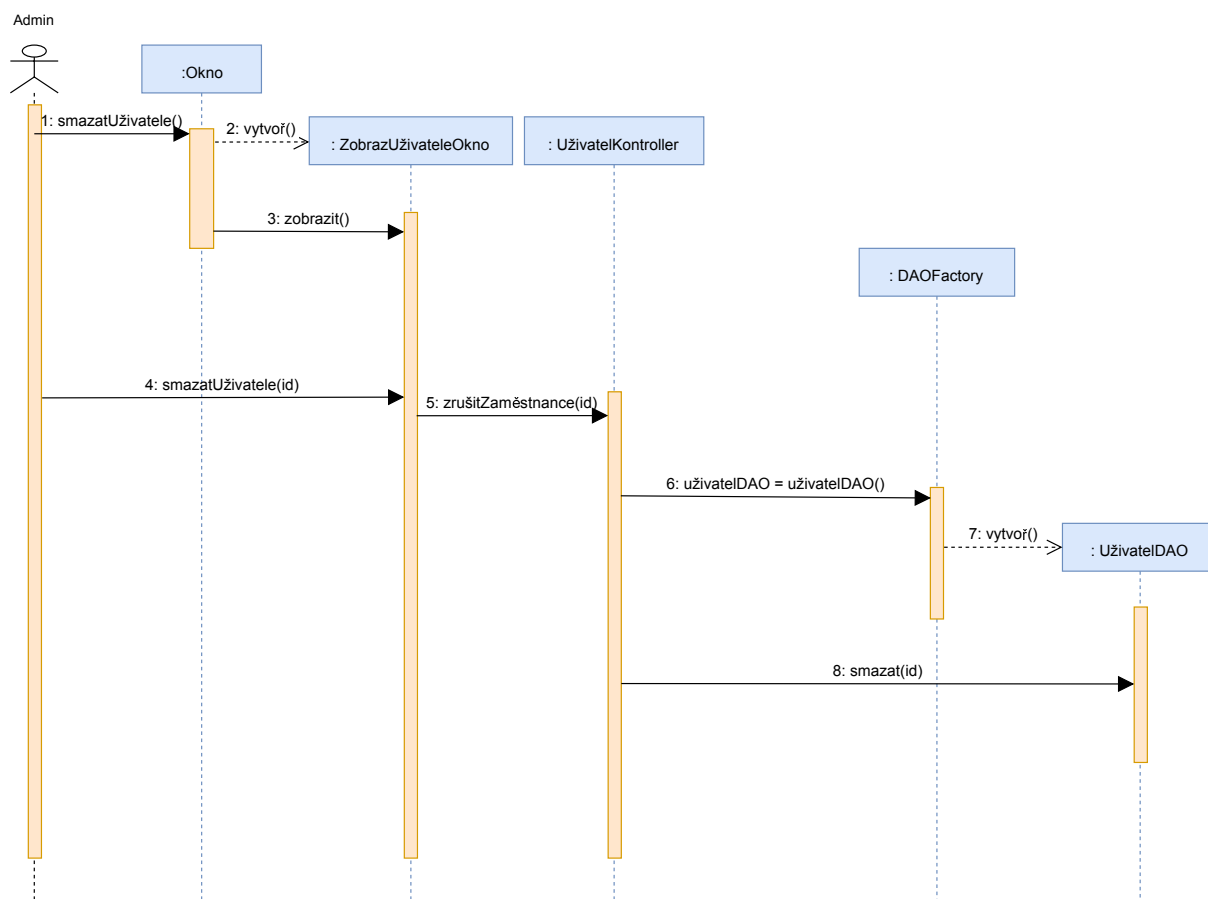 Admin
:Okno
1: smazatUživatele()
2: vytvoř()
: ZobrazUživateleOkno
: UživatelKontroller
3: zobrazit()
: DAOFactory
4: smazatUživatele(id)
5: zrušitZaměstnance(id)
6: uživatelDAO = uživatelDAO()
7: vytvoř()
: UživatelDAO
8: smazat(id)